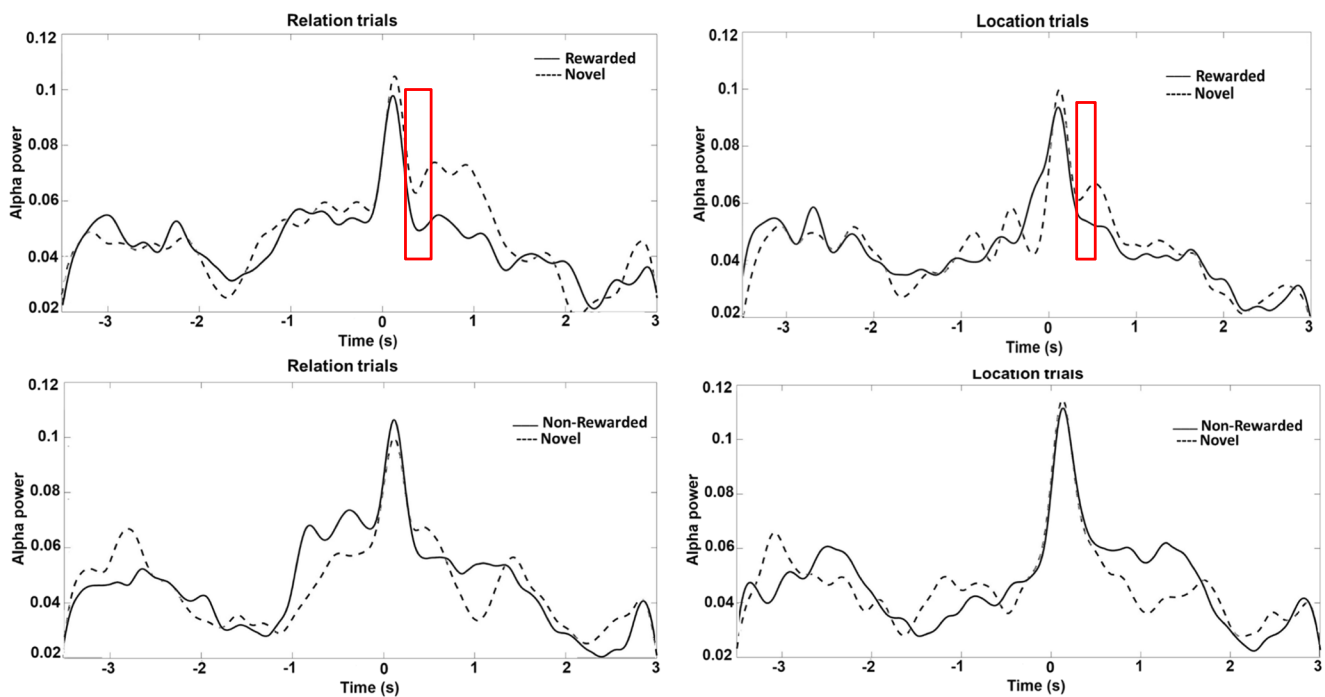 Relation trials
0.12
0.1
0.08
0.06
0.04
0.02
Alpha power
Rewarded
Novel
-3 -2 -1 0 1 2 3
Time (s)
Location trials
0.12
0.1
0.08
0.06
0.04
0.02
Alpha power
Rewarded
Novel
-3 -2 -1 0 1 2 3
Time (s)
Relation trials
0.12
0.1
0.08
0.06
0.04
0.02
Alpha power
Non-Rewarded
Novel
-3 -2 -1 0 1 2 3
Time (s)
Location trials
0.12
0.1
0.08
0.06
0.04
0.02
Alpha power
Non-Rewarded
Novel
-3 -2 -1 0 1 2 3
Time (s)